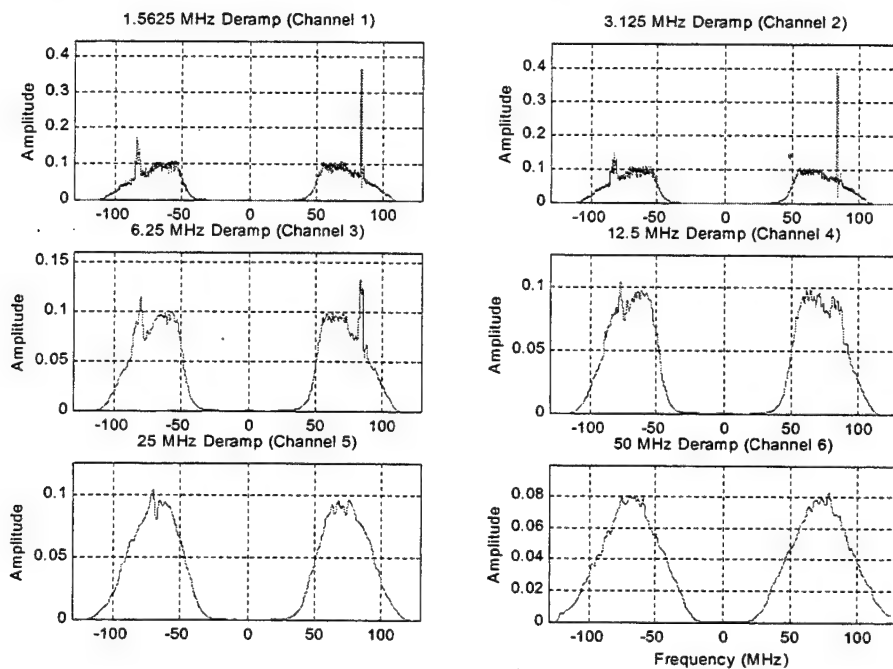 1.5625 MHz Deramp (Channel 1)
0.4
0.3
0.2
0.1
0
Amplitude
-100 -50 0 50 100
3.125 MHz Deramp (Channel 2)
0.4
0.3
0.2
0.1
0
Amplitude
-100 -50 0 50 100
6.25 MHz Deramp (Channel 3)
0.15
0.1
0.05
0
Amplitude
-100 -50 0 50 100
12.5 MHz Deramp (Channel 4)
0.1
0.05
0
Amplitude
-100 -50 0 50 100
25 MHz Deramp (Channel 5)
0.1
0.05
0
Amplitude
-100 -50 0 50 100
50 MHz Deramp (Channel 6)
0.08
0.06
0.04
0.02
0
Amplitude
-100 -50 0 50 100
Frequency (MHz)